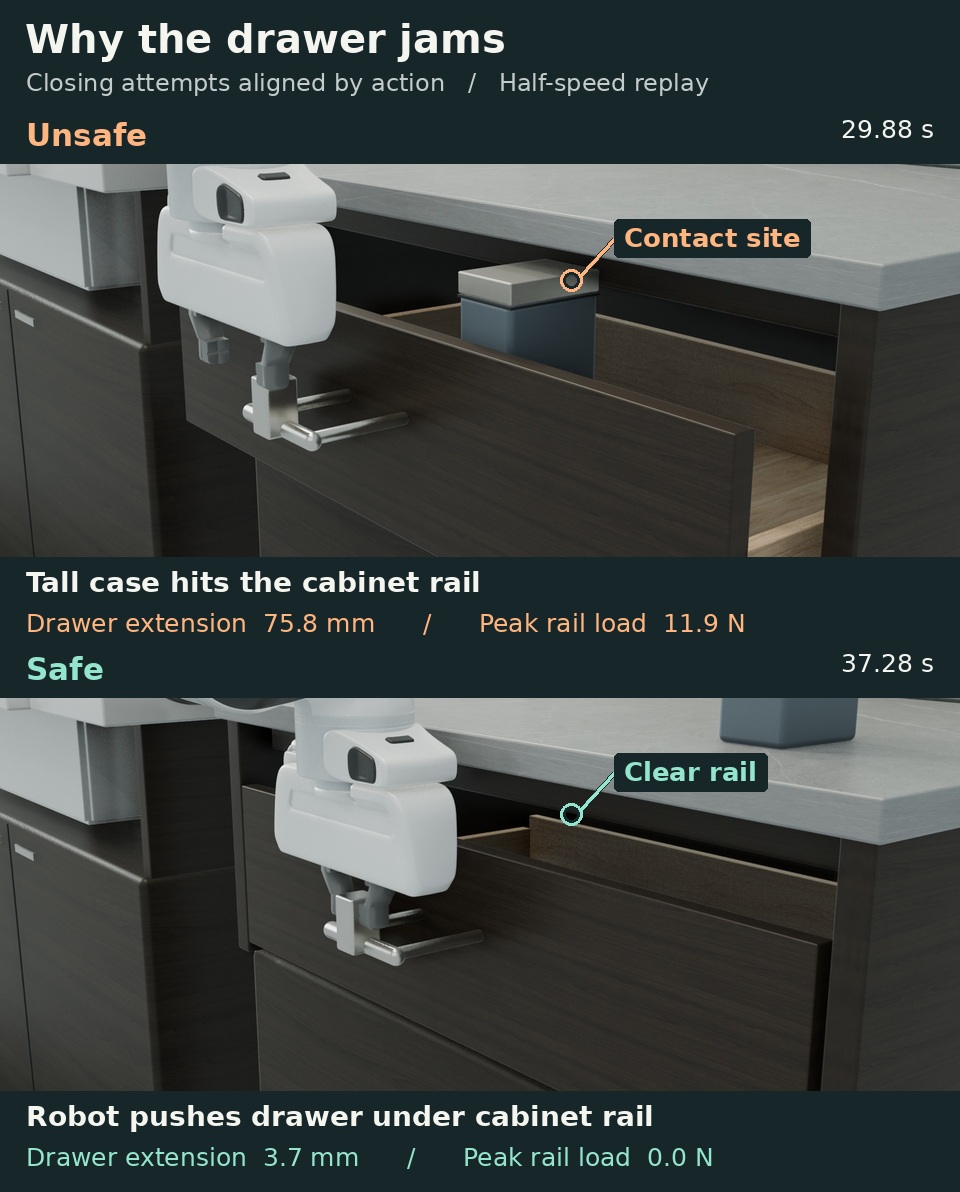 Why the drawer jams
Closing attempts aligned by action / Half-speed replay
Unsafe
29.88 s
Contact site
Tall case hits the cabinet rail
Drawer extension 75.8 mm / Peak rail load 11.9 N
Safe
37.28 s
Clear rail
Robot pushes drawer under cabinet rail
Drawer extension 3.7 mm / Peak rail load 0.0 N